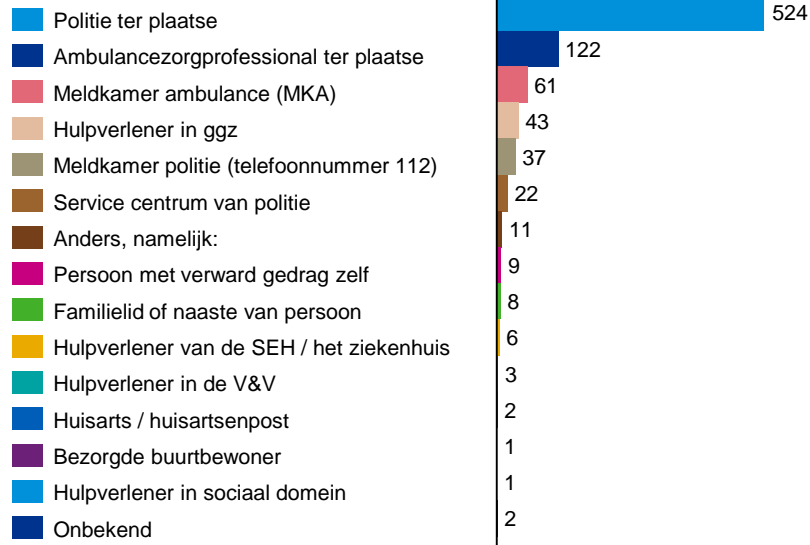 Politie ter plaatse 524
Ambulancezorgprofessional ter plaatse 122
Meldkamer ambulance (MKA) 61
Hulpverlener in ggz 43
Meldkamer politie (telefoonnummer 112) 37
Service centrum van politie 22
Anders, namelijk: 11
Persoon met verward gedrag zelf 9
Familielid of naaste van persoon 8
Hulpverlener van de SEH / het ziekenhuis 6
Hulpverlener in de V&V 3
Huisarts / huisartsenpost 2
Bezorgde buurtbewoner 1
Hulpverlener in sociaal domein 1
Onbekend 2